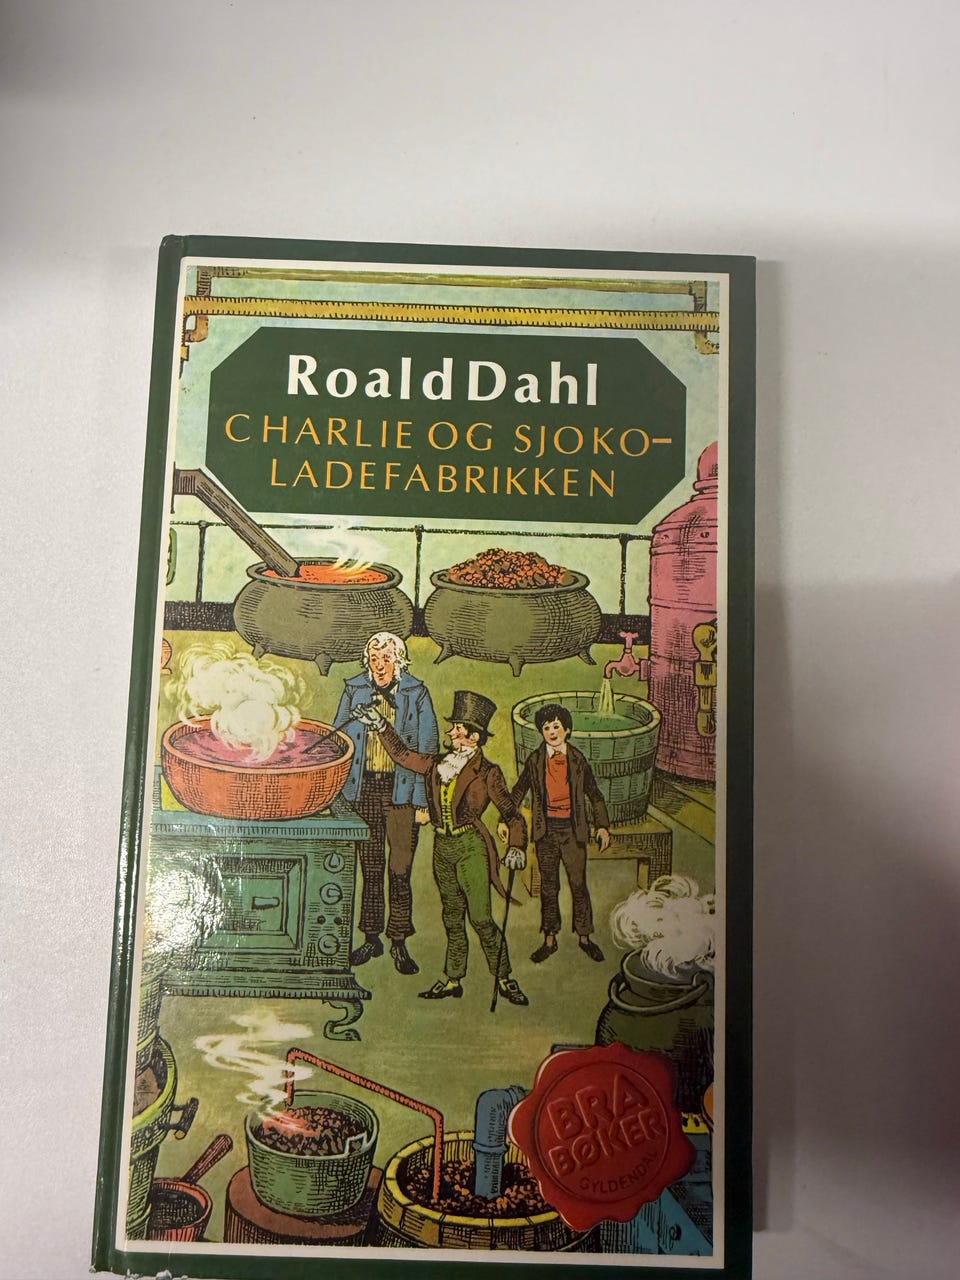 Roald Dahl
CHARLIE OG SJOKO-
LADEFABRIKKEN
BRA
BØKER
GYLDENDAL